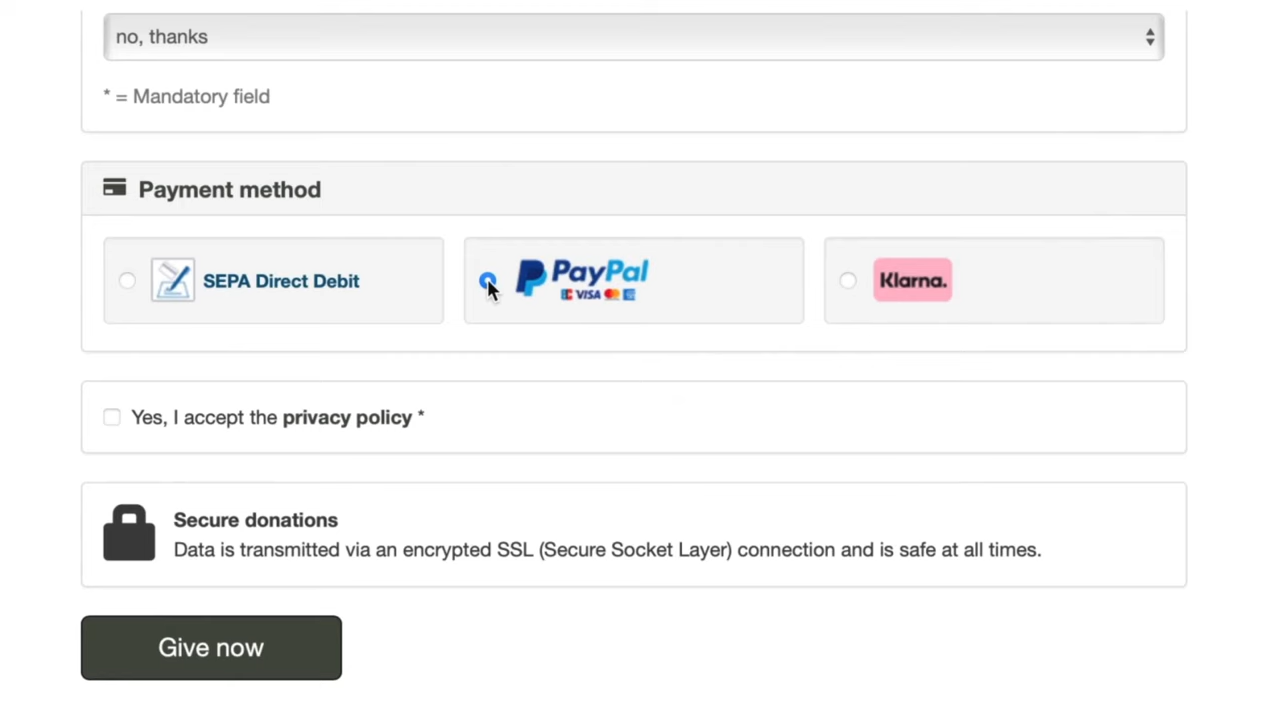 no, thanks
* = Mandatory field
Payment method
SEPA Direct Debit
PayPal
VISA
Klarna.
Yes, I accept the privacy policy *
Secure donations
Data is transmitted via an encrypted SSL (Secure Socket Layer) connection and is safe at all times.
Give now